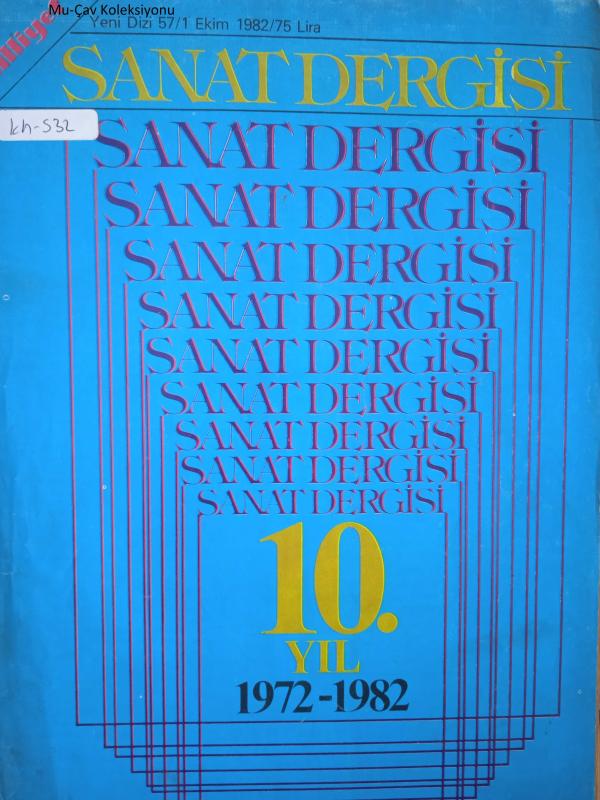 Mu-Çav Koleksiyonu
Yeni Dizi 57/1 Ekim 1982/75 Lira
illiyet
SANAT DERGİSİ
kh-532
SANAT DERGİSİ
SANAT DERGİSİ
SANAT DERGİSİ
SANAT DERGİSİ
SANAT DERGİSİ
SANAT DERGİSİ
SANAT DERGİSİ
SANAT DERGİSİ
SANAT DERGİSİ
10.
YIL
1972-1982